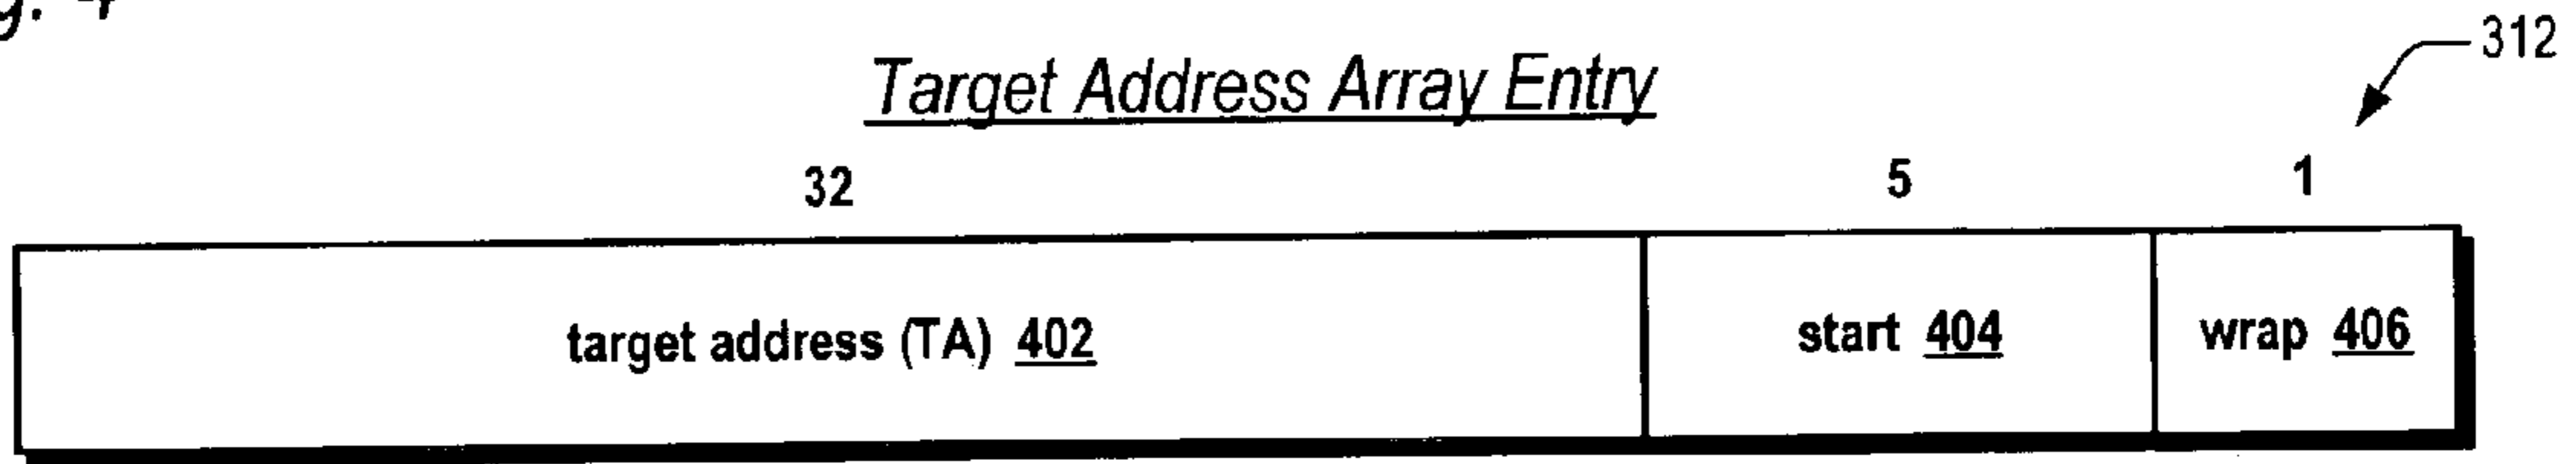 312
Target Address Array Entry
32 5 1
target address (TA) 402 start 404 wrap 406